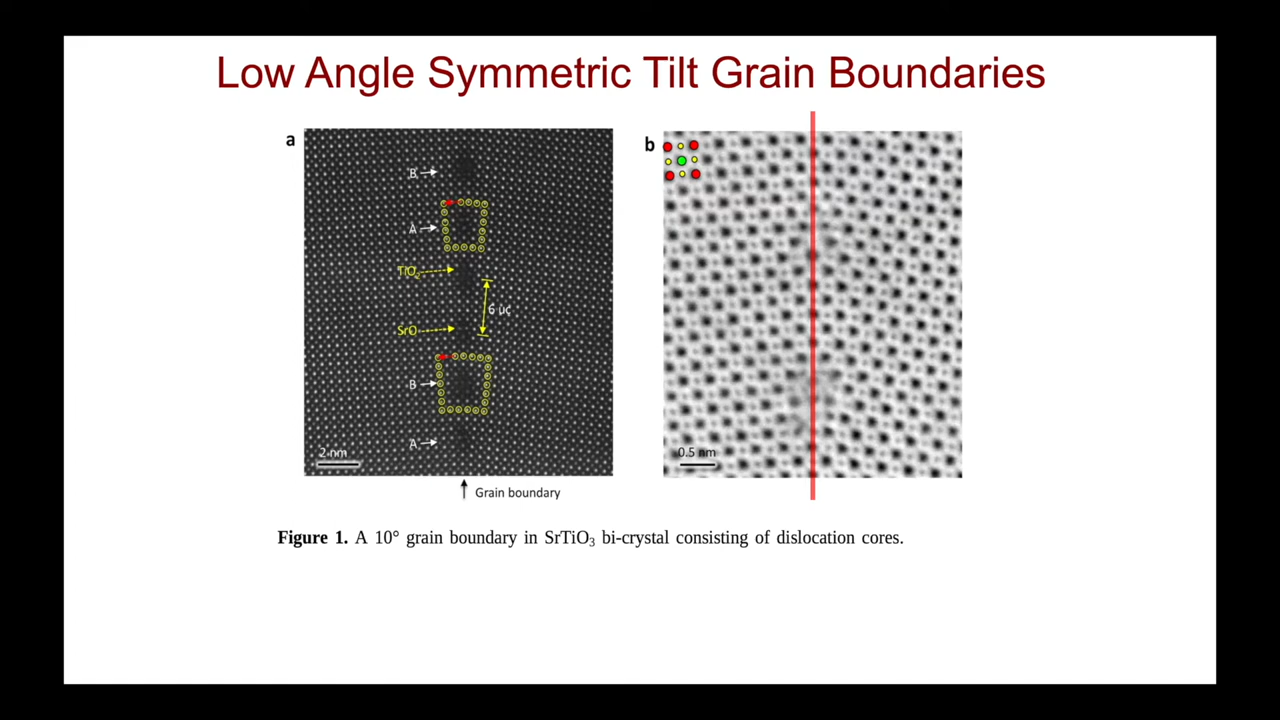 Low Angle Symmetric Tilt Grain Boundaries
a
B
A
TiO₂
6 uc
SrO
B
A
2 nm
Grain boundary
b
0.5 nm
Figure 1. A 10° grain boundary in SrTiO₃ bi-crystal consisting of dislocation cores.